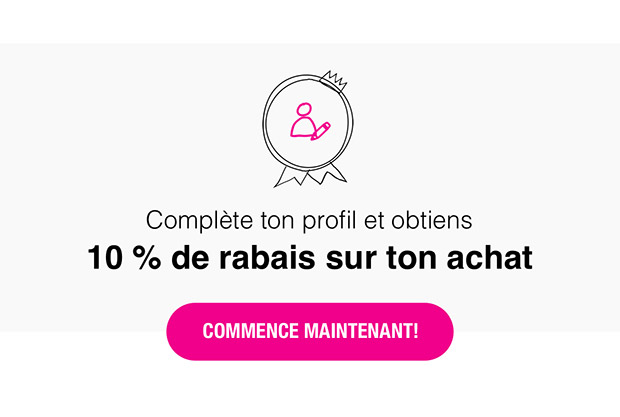 Complète ton profil et obtiens
10 % de rabais sur ton achat
COMMENCE MAINTENANT!